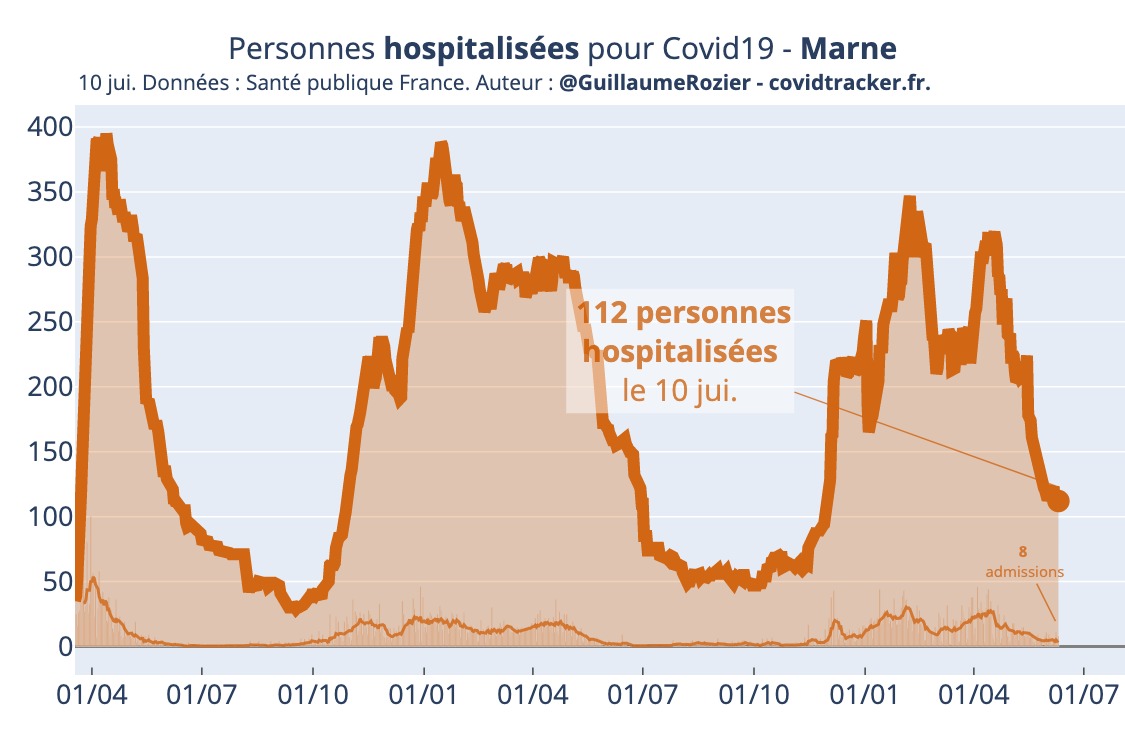 Personnes hospitalisées pour Covid19 - Marne
10 jui. Données : Santé publique France. Auteur : @GuillaumeRozier - covidtracker.fr.
400
350
300
250
200
150
100
50
0
112 personnes
hospitalisées
le 10 jui.
8
admissions
01/04 01/07 01/10 01/01 01/04 01/07 01/10 01/01 01/04 01/07